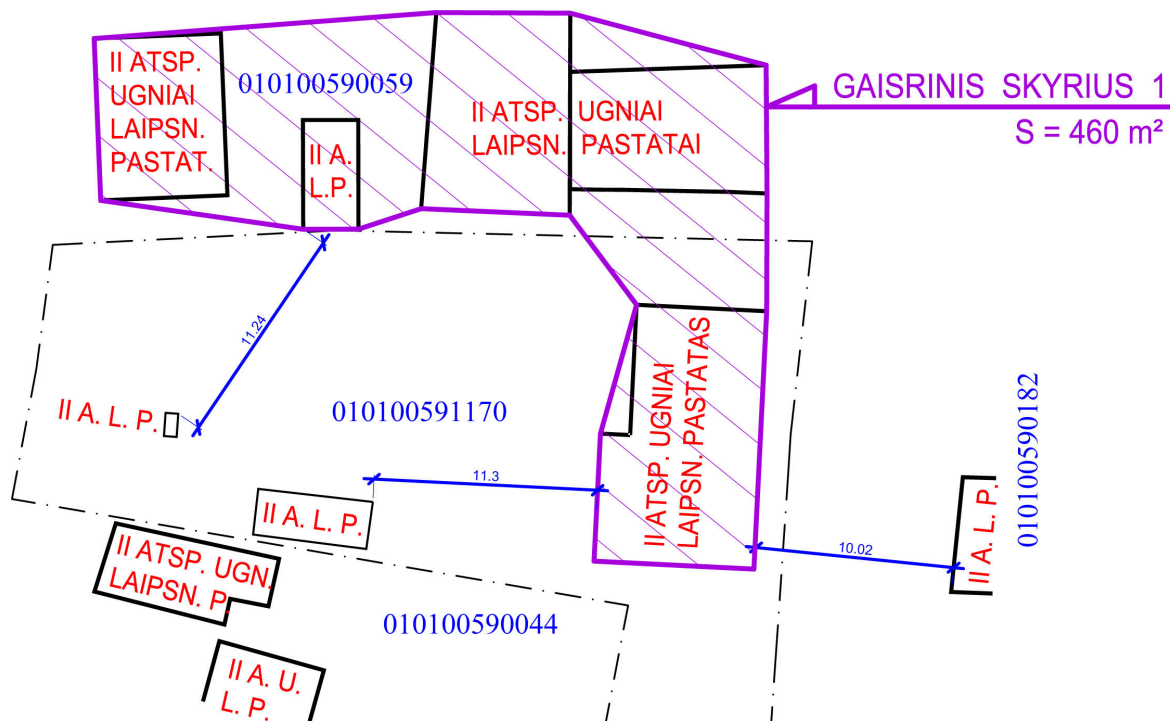 II ATSP.
UGNIAI
LAIPSN.
PASTAT.
010100590059
II A.
L.P.
II ATSP. UGNIAI
LAIPSN. PASTATAI
GAISRINIS SKYRIUS 1
S = 460 m²
11.24
II A. L. P.
010100591170
11.3
II A. L. P.
II ATSP. UGNIAI
LAIPSN. PASTATAS
10.02
II A. L. P.
010100590182
II ATSP. UGN.
LAIPSN. P.
010100590044
II A. U.
L. P.